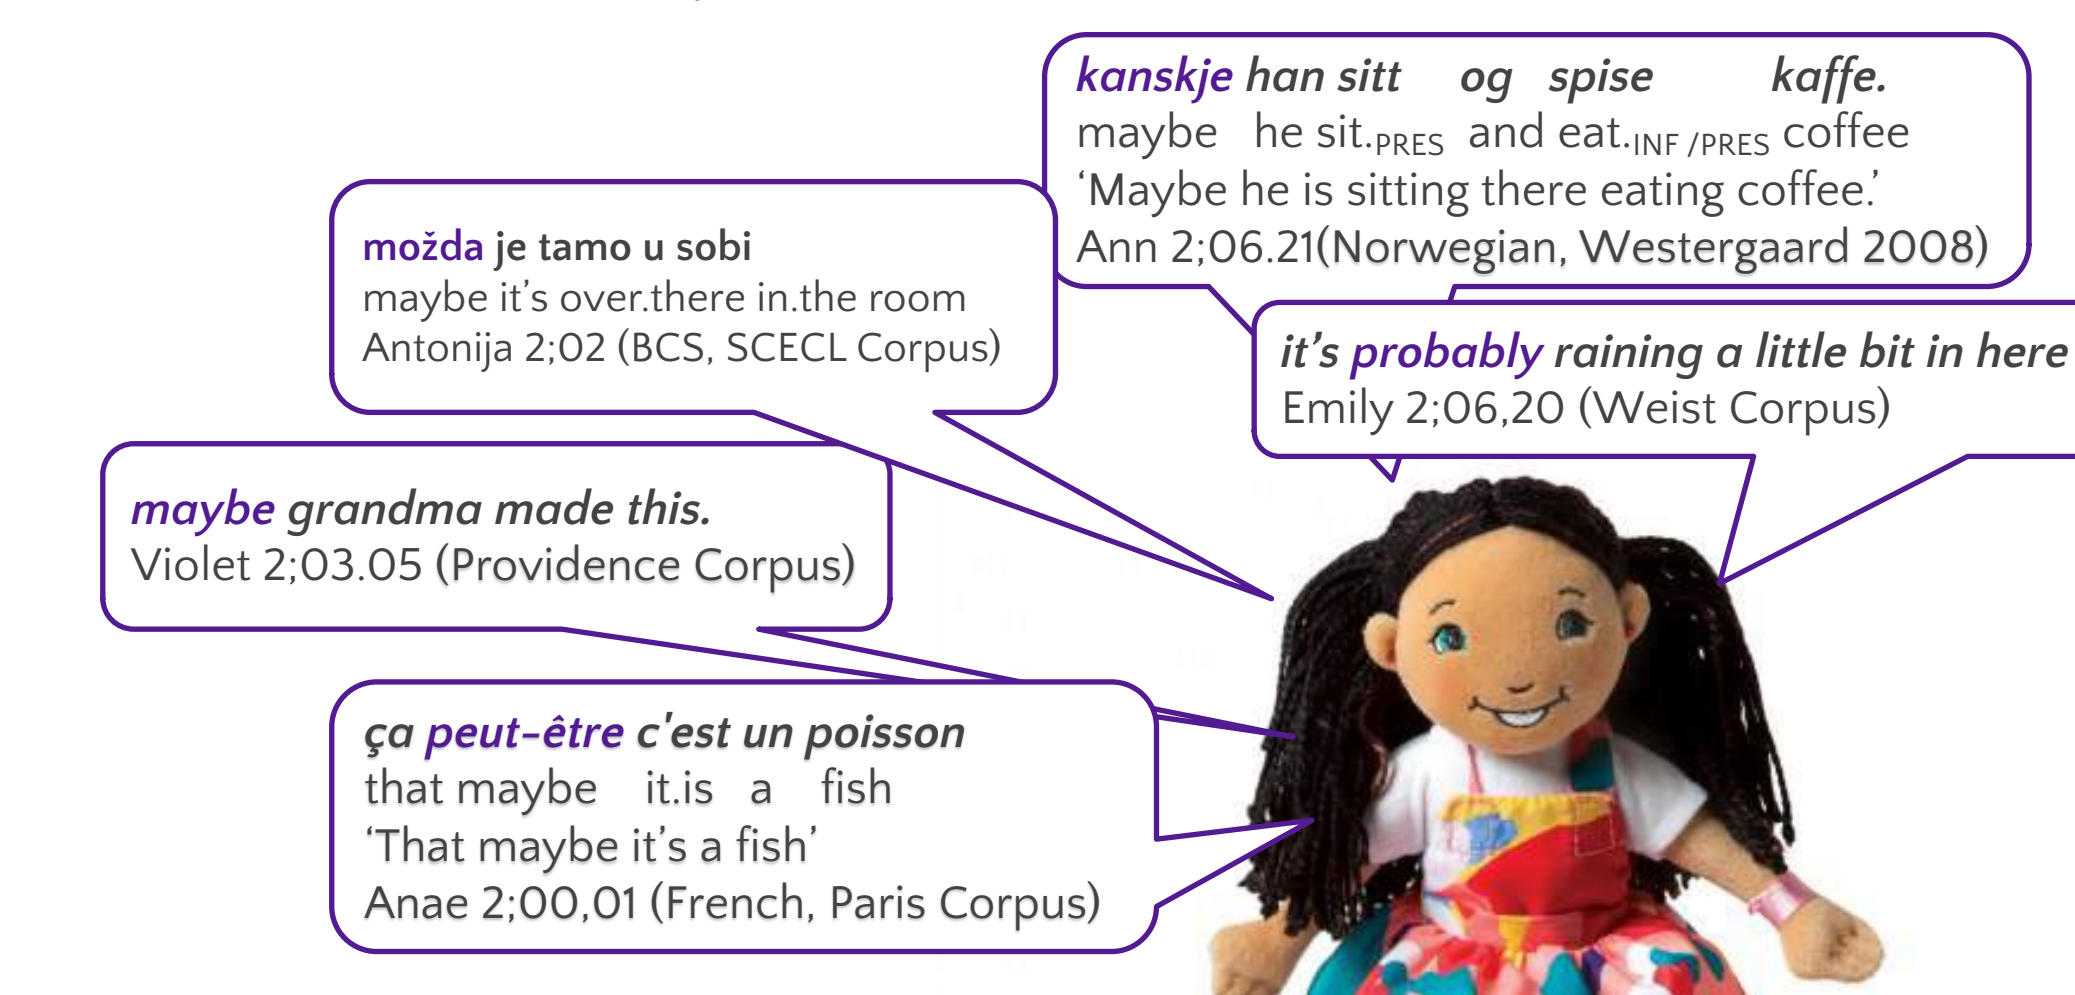 kanskje han sitt og spise kaffe.
maybe he sit.PRES and eat.INF /PRES coffee
‘Maybe he is sitting there eating coffee.’
Ann 2;06.21(Norwegian, Westergaard 2008)
možda je tamo u sobi
maybe it’s over.there in.the room
Antonija 2;02 (BCS, SCECL Corpus)
it’s probably raining a little bit in here
Emily 2;06,20 (Weist Corpus)
maybe grandma made this.
Violet 2;03.05 (Providence Corpus)
ça peut-être c'est un poisson
that maybe it.is a fish
‘That maybe it’s a fish’
Anae 2;00,01 (French, Paris Corpus)